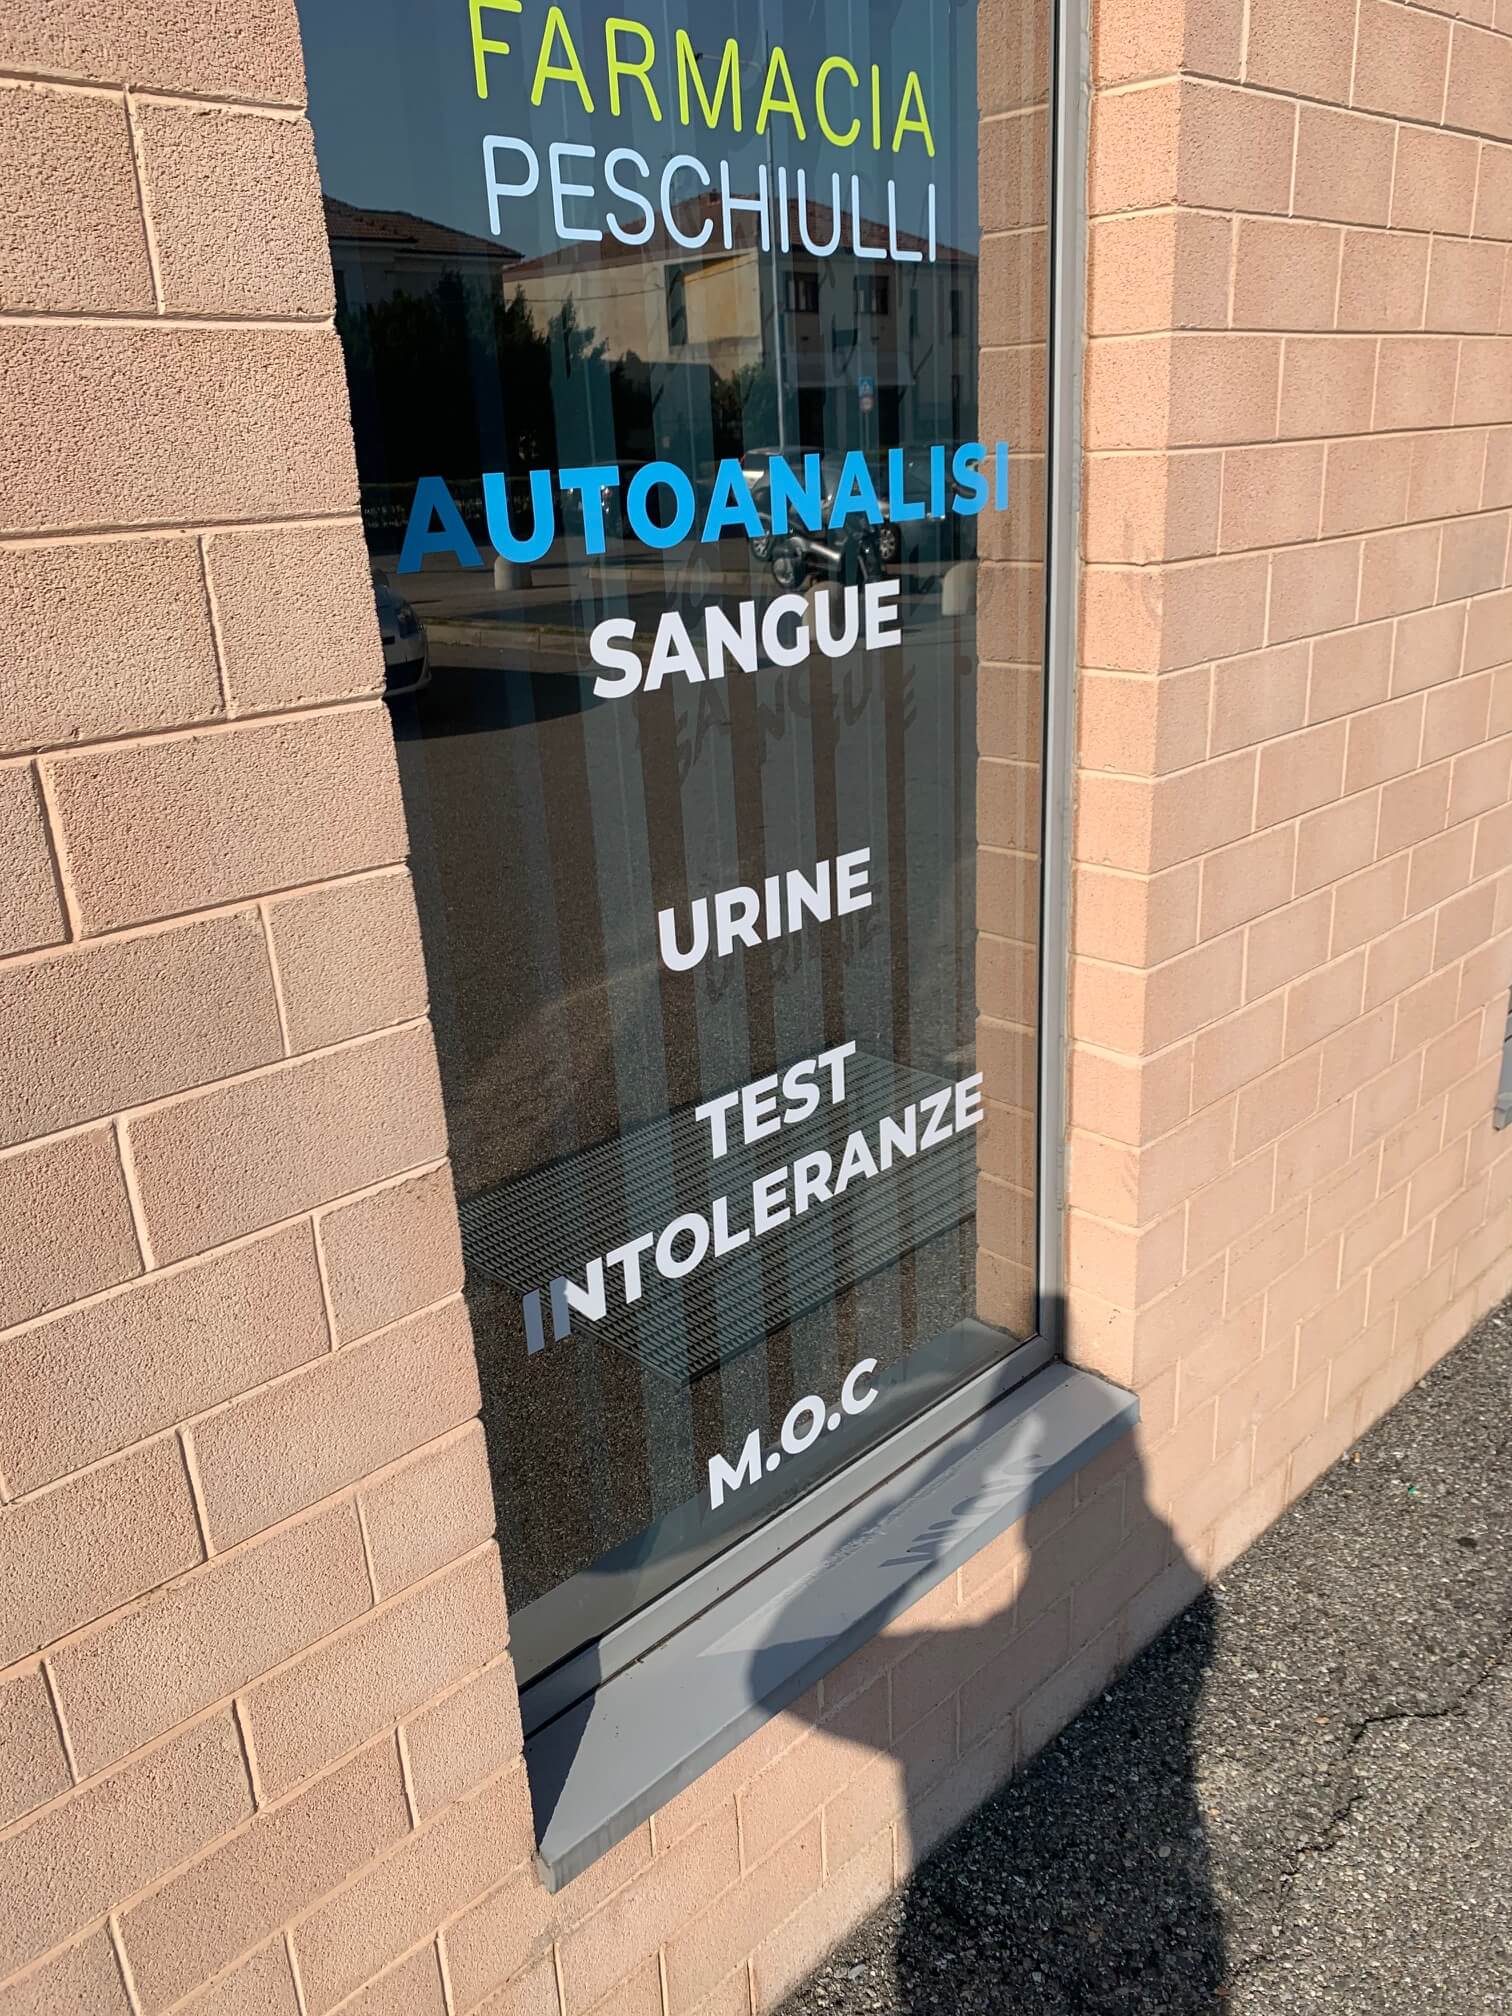 FARMACIA
PESCHIULLI
AUTOANALISI
SANGUE
URINE
TEST
INTOLERANZE
M.O.C